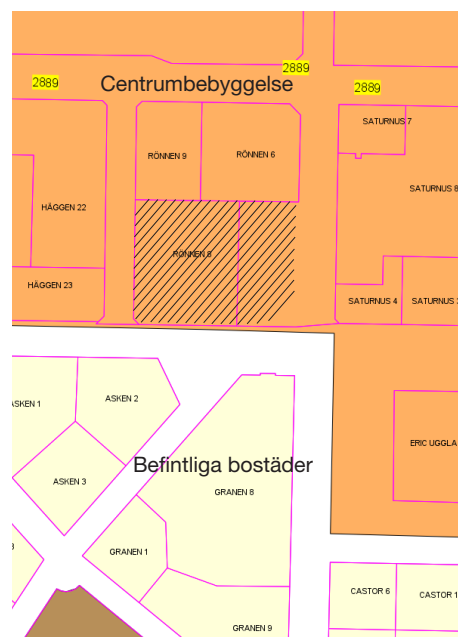 2889
2889
2889
Centrumbebyggelse
SATURNUS 7
RÖNNEN 9
RÖNNEN 6
SATURNUS 8
HÄGGEN 22
RÖNNEN 8
HÄGGEN 23
SATURNUS 4
SATURNUS
ASKEN 1
ASKEN 2
ERIC UGGLA
Befintliga bostäder
ASKEN 3
GRANEN 8
GRANEN 1
CASTOR 6
CASTOR 1
GRANEN 9